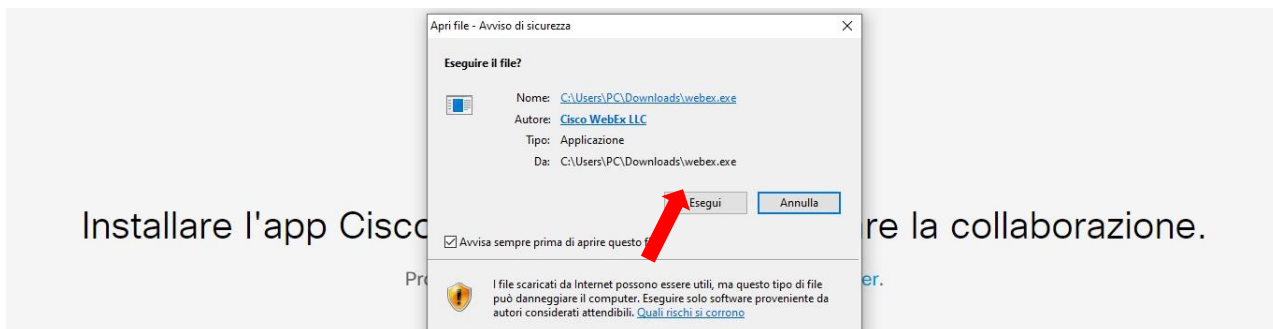 Apri file - Avviso di sicurezza
Eseguire il file?
Nome: C:\Users\PC\Downloads\webex.exe
Autore: Cisco WebEx LLC
Tipo: Applicazione
Da: C:\Users\PC\Downloads\webex.exe
Esegui Annulla
Installare l'app Cisco re la collaborazione.
Avvisa sempre prima di aprire questo
I file scaricati da Internet possono essere utili, ma questo tipo di file
può danneggiare il computer. Eseguire solo software proveniente da
autori considerati attendibili. Quali rischi si corrono